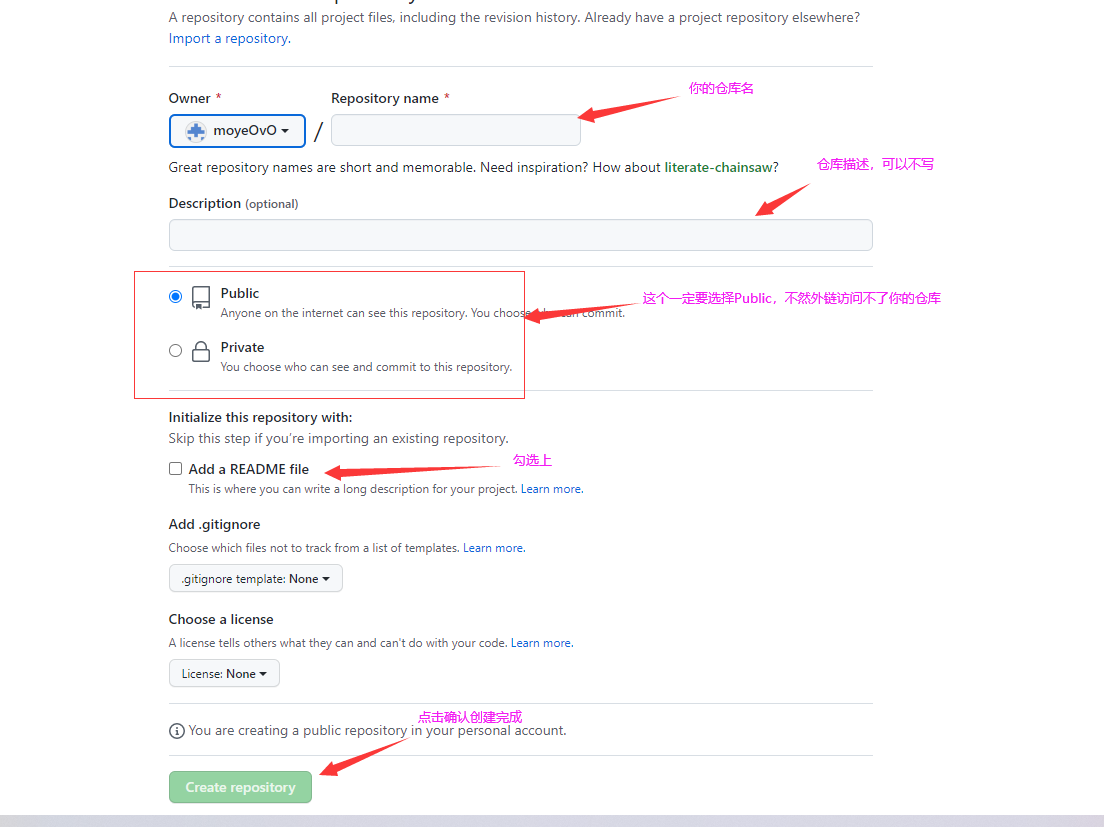 A repository contains all project files, including the revision history. Already have a project repository elsewhere?
Import a repository.
你的仓库名
Owner *
Repository name *
moyeOvO
/
Great repository names are short and memorable. Need inspiration? How about literate-chainsaw?
仓库描述，可以不写
Description (optional)
Public
这个一定要选择Public，不然外链访问不了你的仓库
Anyone on the internet can see this repository. You choose can commit.
Private
You choose who can see and commit to this repository.
Initialize this repository with:
Skip this step if you're importing an existing repository.
勾选上
Add a README file
This is where you can write a long description for your project. Learn more.
Add .gitignore
Choose which files not to track from a list of templates. Learn more.
.gitignore template: None
Choose a license
A license tells others what they can and can't do with your code. Learn more.
License: None
点击确认创建完成
You are creating a public repository in your personal account.
Create repository